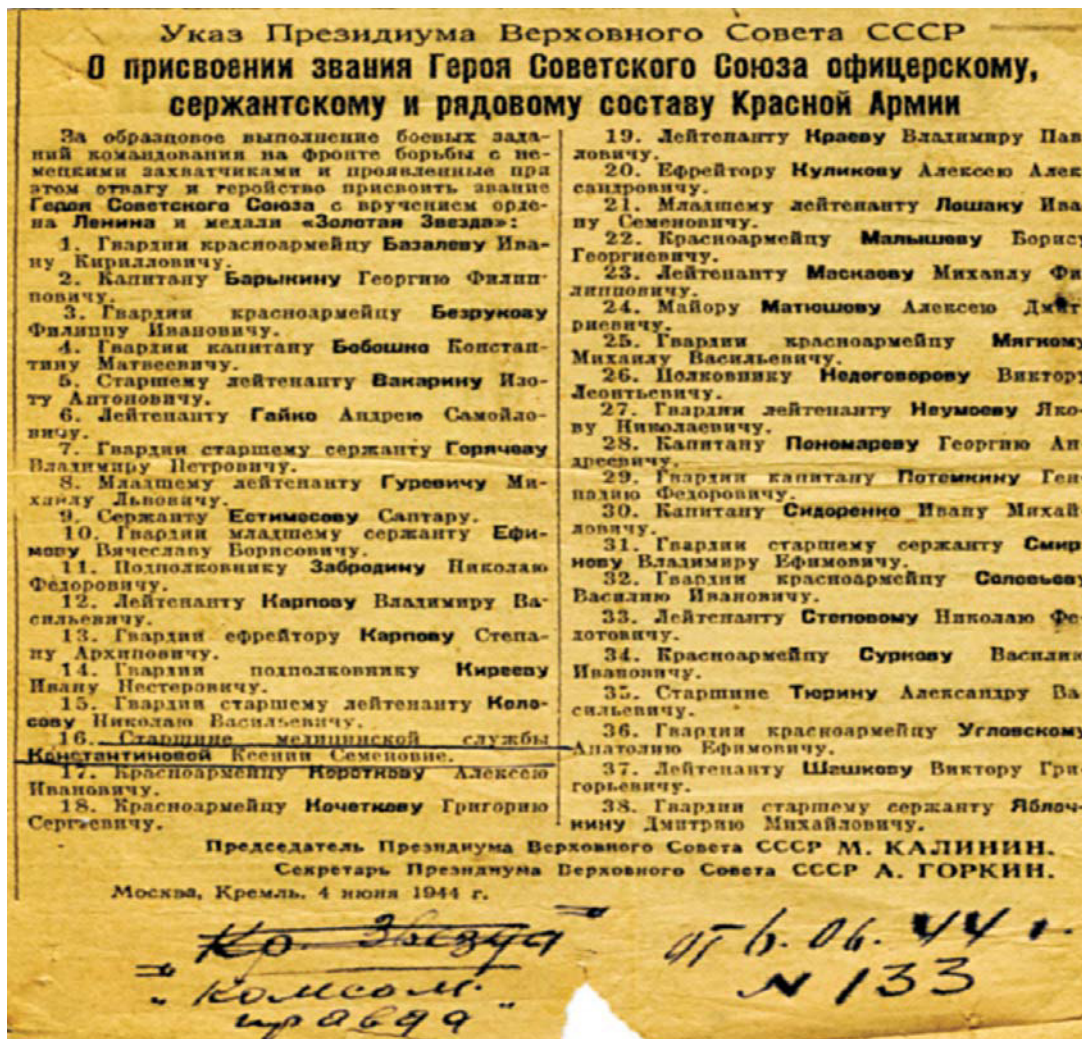 Указ Президиума Верховного Совета СССР
О присвоении звания Героя Советского Союза офицерскому,
сержантскому и рядовому составу Красной Армии
За образцовое выполнение боевых зада-
ний командования на фронте борьбы с не-
мецкими захватчиками и проявленные при
этом отвагу и геройство присвоить звание
Героя Советского Союза с вручением орде-
на Ленина и медали «Золотая Звезда»:
1. Гвардии красноармейцу Базалеву Ива-
ну Кирилловичу.
2. Капитану Барыкину Георгию Филип-
повичу.
3. Гвардии красноармейцу Безрукову
Филиппу Ивановичу.
4. Гвардии капитану Бобошко Констан-
тину Матвеевичу.
5. Старшему лейтенанту Вакарину Изо-
ту Антоновичу.
6. Лейтенанту Гайко Андрею Самойло-
вичу.
7. Гвардии старшему сержанту Горячеву
Владимиру Петровичу.
8. Младшему лейтенанту Гуревичу Ми-
хаилу Львовичу.
9. Сержанту Естимесову Саптару.
10. Гвардии младшему сержанту Ефи-
мову Вячеславу Борисовичу.
11. Подполковнику Забродину Николаю
Федоровичу.
12. Лейтенанту Карпову Владимиру Ва-
сильевичу.
13. Гвардии ефрейтору Карпову Степа-
ну Архиповичу.
14. Гвардии подполковнику Кирееву
Ивану Нестеровичу.
15. Гвардии старшему лейтенанту Коло-
сову Николаю Васильевичу.
16. Старшине медицинской службы
Константиновой Ксении Семеновне.
17. Красноармейцу Короткову Алексею
Ивановичу.
18. Красноармейцу Кочеткову Григорию
Сергеевичу.
19. Лейтенанту Краеву Владимиру Пав
ловичу.
20. Ефрейтору Куликову Алексею Алек
сандровичу.
21. Младшему лейтенанту Лошаку Ива
ну Семеновичу.
22. Красноармейцу Малышеву Борису
Георгиевичу.
23. Лейтенанту Маскаеву Михаилу Фи
липповичу.
24. Майору Матюшову Алексею Дмит
риевичу.
25. Гвардии красноармейцу Мягкому
Михаилу Васильевичу.
26. Полковнику Недоговорову Виктору
Леонтьевичу.
27. Гвардии лейтенанту Неумоеву Яко
ву Николаевичу.
28. Капитану Пономареву Георгию Ан
дреевичу.
29. Гвардии капитану Потемкину Ген
надию Федоровичу.
30. Капитану Сидоренко Ивану Михай
ловичу.
31. Гвардии старшему сержанту Смир
нову Владимиру Ефимовичу.
32. Гвардии красноармейцу Соловьеву
Василию Ивановичу.
33. Лейтенанту Степовому Николаю Фе
дотовичу.
34. Красноармейцу Суркову Василию
Ивановичу.
35. Старшине Тюрину Александру Ва
сильевичу.
36. Гвардии красноармейцу Угловскому
Анатолию Ефимовичу.
37. Лейтенанту Шашкову Виктору Гри
горьевичу.
38. Гвардии старшему сержанту Яблоч-
кину Дмитрию Михайловичу.
Председатель Президиума Верховного Совета СССР М. КАЛИНИН.
Секретарь Президиума Верховного Совета СССР А. ГОРКИН.
Москва, Кремль. 4 июня 1944 г.
Кр. Звезда"
"Комсом.
правда"
от 6.06.44 г.
N 133